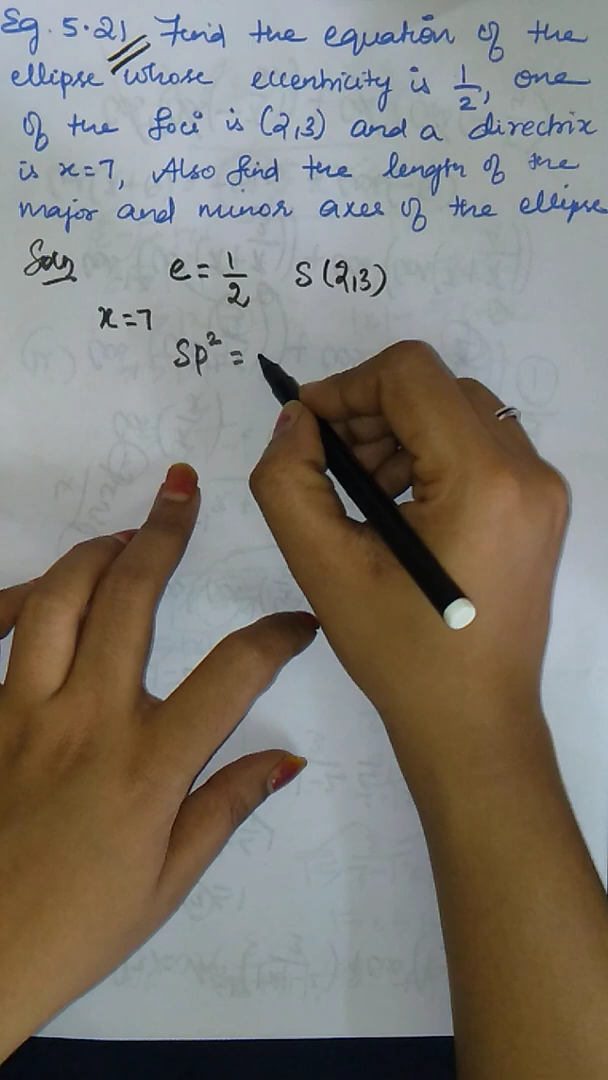 Eg. 5.21 Find the equation of the
ellipse whose eccentricity is 1/2, one
of the foci is (2,3) and a directrix
is x=7, Also find the length of the
major and minor axes of the ellipse
Soln e = 1/2 S(2,3)
x=7
SP² =